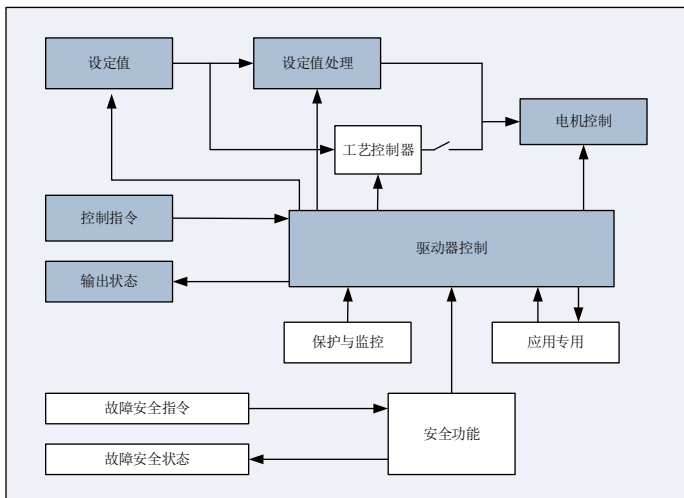 设定值
设定值处理
电机控制
工艺控制器
控制指令
驱动器控制
输出状态
保护与监控
应用专用
故障安全指令
安全功能
故障安全状态